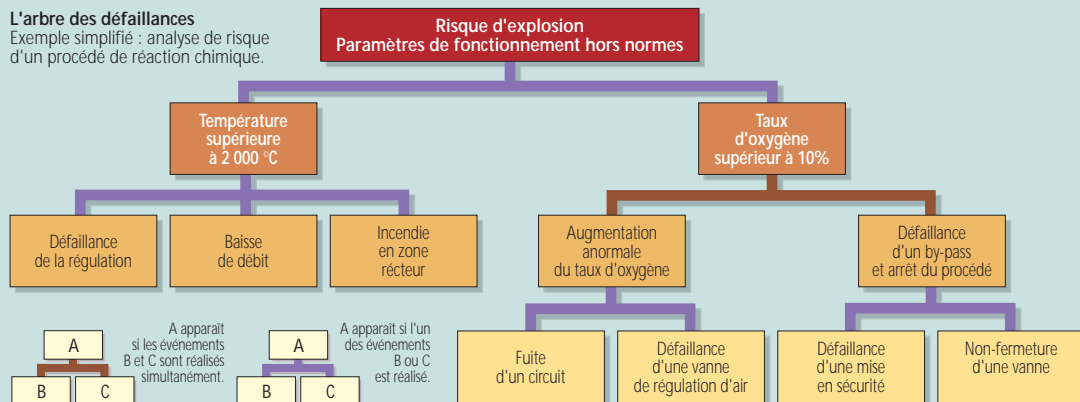 L'arbre des défaillances
Exemple simplifié : analyse de risque
d'un procédé de réaction chimique.
Risque d'explosion
Paramètres de fonctionnement hors normes
Température
supérieure
à 2 000 °C
Taux
d'oxygène
supérieur à 10%
Défaillance
de la régulation
Baisse
de débit
Incendie
en zone
récteur
Augmentation
anormale
du taux d'oxygène
Défaillance
d'un by-pass
et arrêt du procédé
A
B
C
A apparaît
si les événements
B et C sont réalisés
simultanément.
A
B
C
A apparaît si l'un
des événements
B ou C
est réalisé.
Fuite
d'un circuit
Défaillance
d'une vanne
de régulation d'air
Défaillance
d'une mise
en sécurité
Non-fermeture
d'une vanne